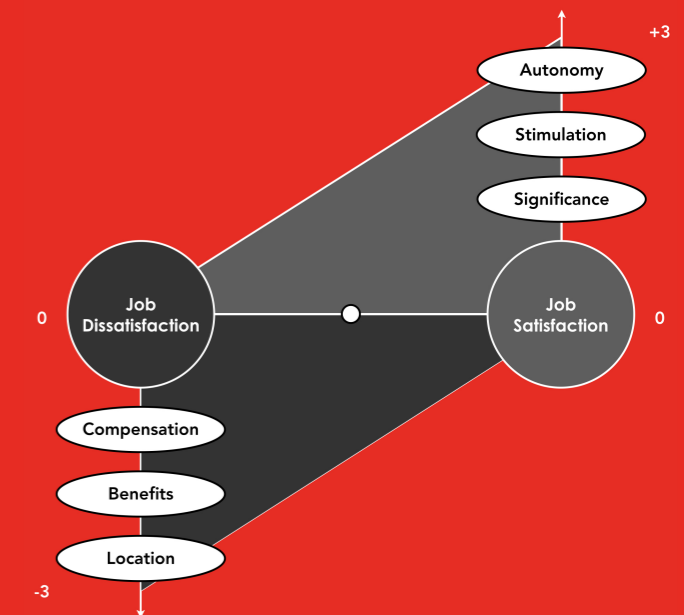 +3
Autonomy
Stimulation
Significance
Job
Dissatisfaction
Job
Satisfaction
0
0
Compensation
Benefits
Location
-3